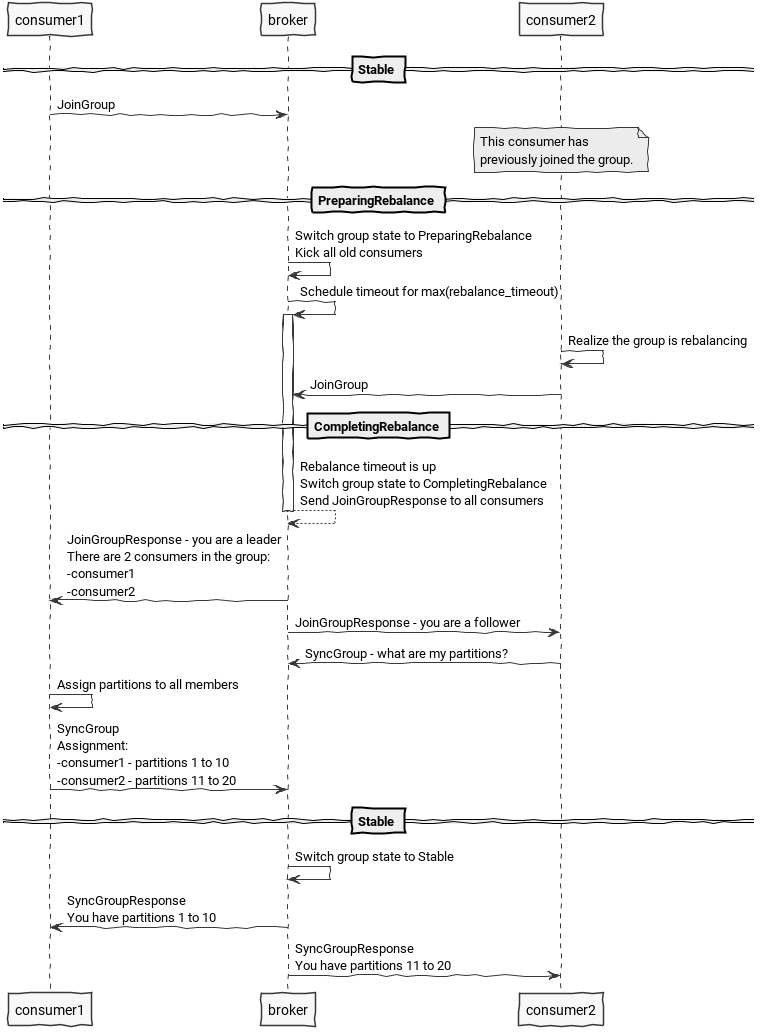 consumer1
broker
consumer2
Stable
JoinGroup
This consumer has
previously joined the group.
PreparingRebalance
Switch group state to PreparingRebalance
Kick all old consumers
Schedule timeout for max(rebalance_timeout)
Realize the group is rebalancing
JoinGroup
CompletingRebalance
Rebalance timeout is up
Switch group state to CompletingRebalance
Send JoinGroupResponse to all consumers
JoinGroupResponse - you are a leader
There are 2 consumers in the group:
-consumer1
-consumer2
JoinGroupResponse - you are a follower
SyncGroup - what are my partitions?
Assign partitions to all members
SyncGroup
Assignment:
-consumer1 - partitions 1 to 10
-consumer2 - partitions 11 to 20
Stable
Switch group state to Stable
SyncGroupResponse
You have partitions 1 to 10
SyncGroupResponse
You have partitions 11 to 20
consumer1
broker
consumer2